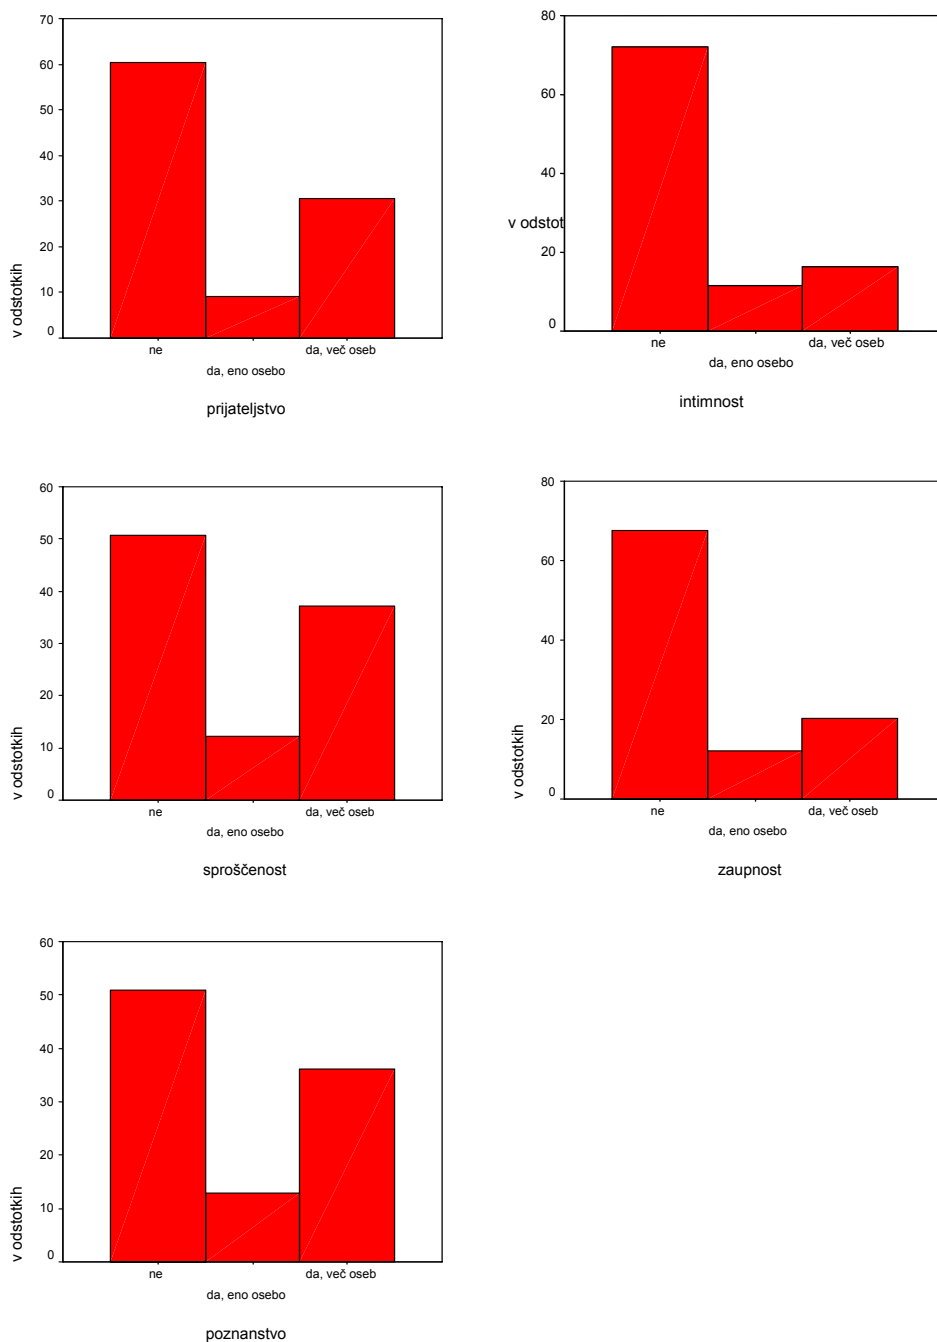 70
60
50
40
30
20
10
0
v odstotkih
ne
da, več oseb
da, eno osebo
prijateljstvo
80
60
40
20
0
v odstot
ne
da, več oseb
da, eno osebo
intimnost
60
50
40
30
20
10
0
v odstotkih
ne
da, več oseb
da, eno osebo
sproščenost
80
60
40
20
0
v odstotkih
ne
da, več oseb
da, eno osebo
zaupnost
60
50
40
30
20
10
0
v odstotkih
ne
da, več oseb
da, eno osebo
poznanstvo